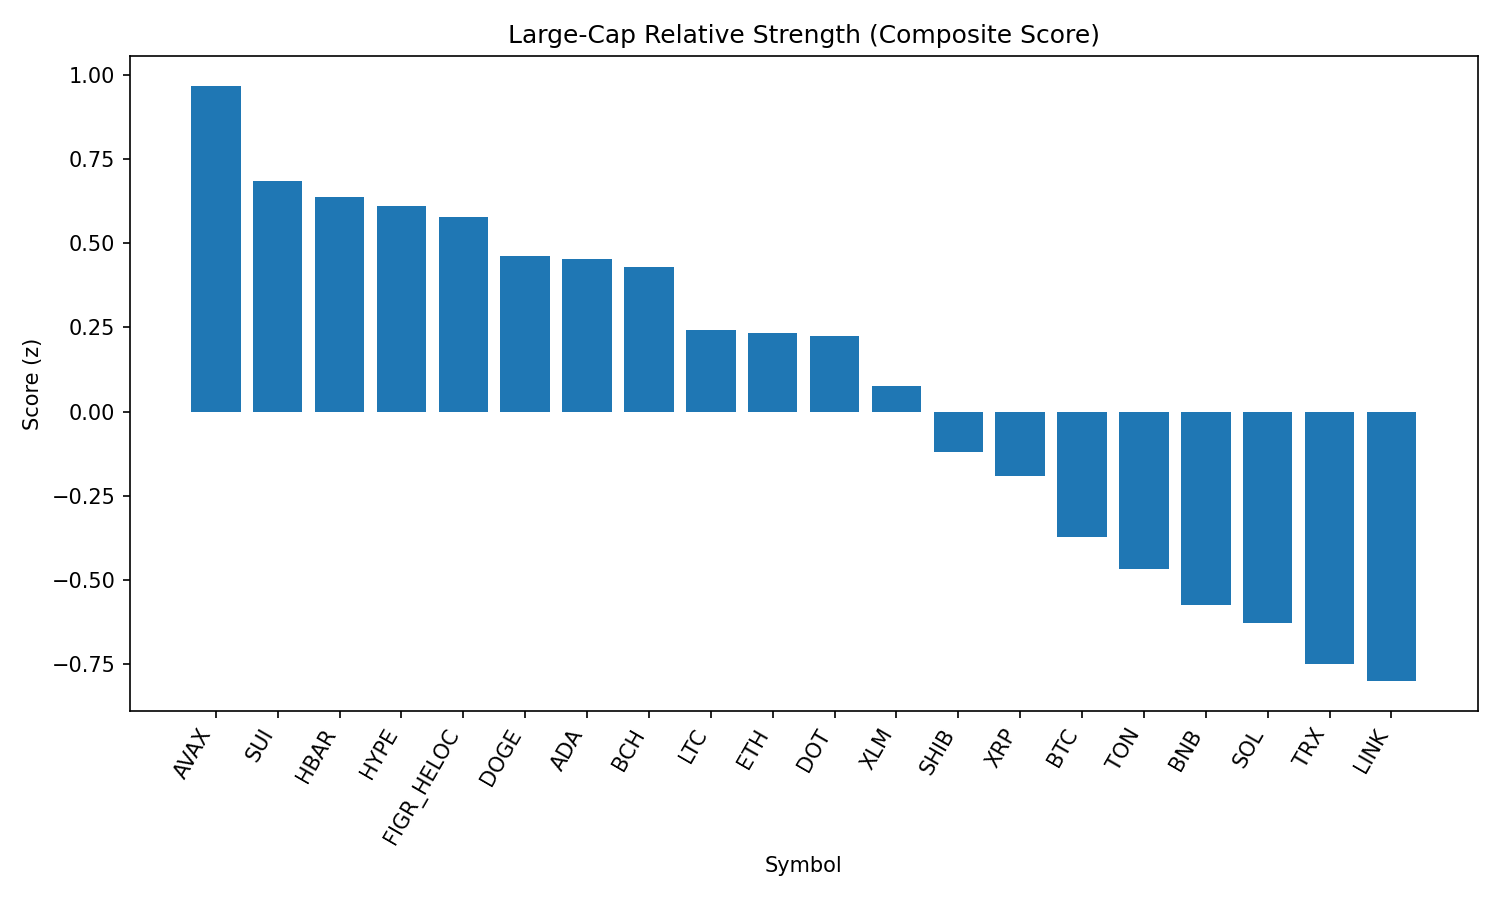 Large-Cap Relative Strength (Composite Score)
Score (z)
1.00
0.75
0.50
0.25
0.00
−0.25
−0.50
−0.75
AVAX
SUI
HBAR
HYPE
FIGR_HELOC
DOGE
ADA
BCH
LTC
ETH
DOT
XLM
SHIB
XRP
BTC
TON
BNB
SOL
TRX
LINK
Symbol